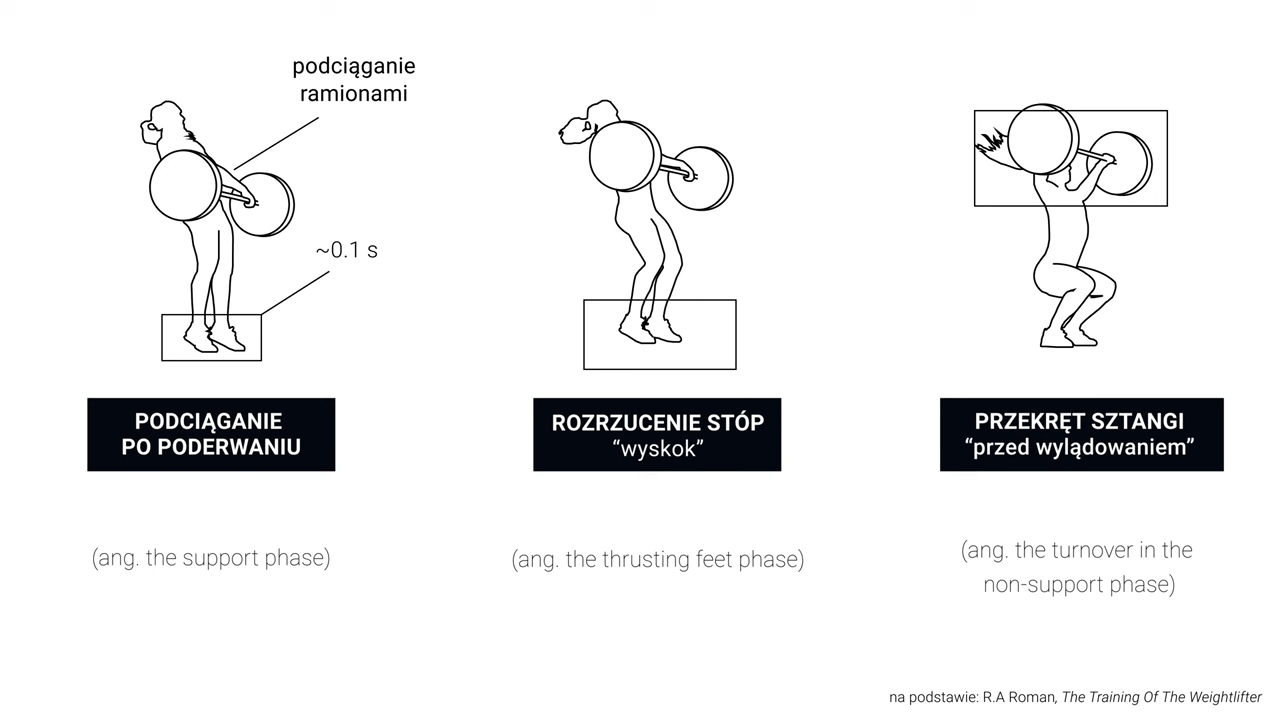 podciąganie
ramionami
~0.1 s
PODCIĄGANIE
PO PODERWANIU
(ang. the support phase)
ROZRZUCENIE STÓP
“wyskok”
(ang. the thrusting feet phase)
PRZEKRĘT SZTANGI
“przed wylądowaniem”
(ang. the turnover in the
non-support phase)
na podstawie: R.A Roman, The Training Of The Weightlifter